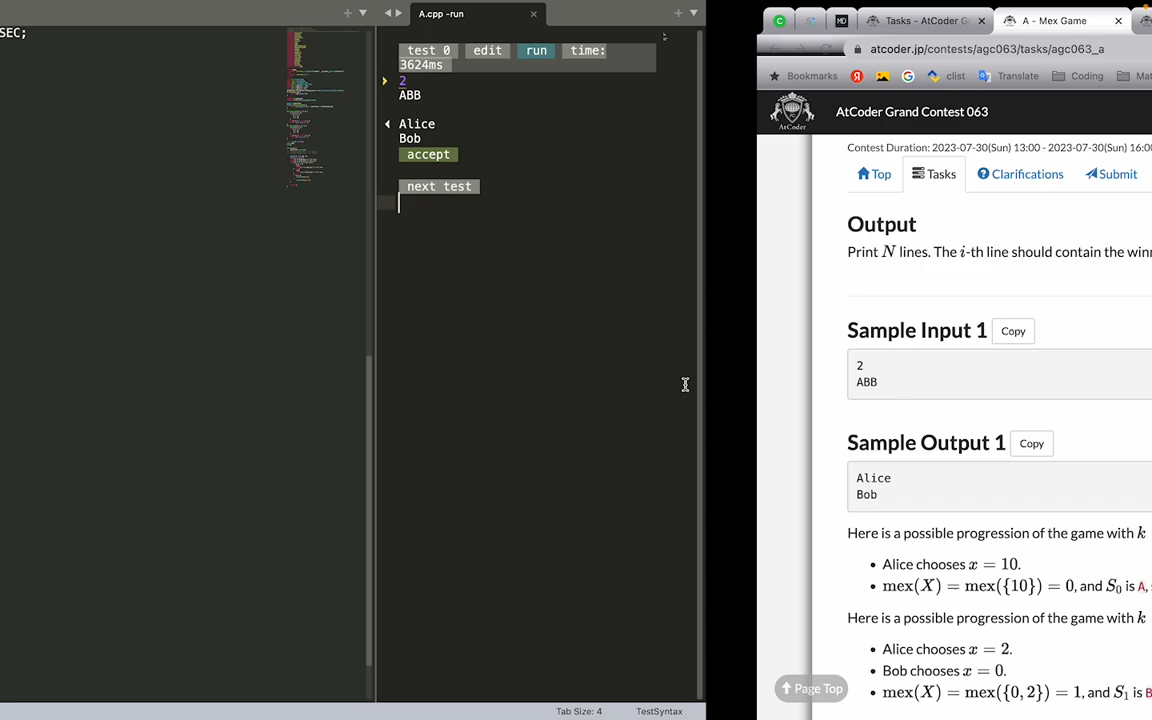 SEC;
A.cpp -run
test 0 edit run time:
3624ms
2
ABB
Alice
Bob
accept
next test
Tab Size: 4 TestSyntax
Tasks - AtCoder G
A - Mex Game
atcoder.jp/contests/agc063/tasks/agc063_a
Bookmarks clist Translate Coding Mat
AtCoder
AtCoder Grand Contest 063
Contest Duration: 2023-07-30(Sun) 13:00 - 2023-07-30(Sun) 16:00
Top Tasks Clarifications Submit
Output
Print N lines. The i-th line should contain the winn
Sample Input 1 Copy
2
ABB
Sample Output 1 Copy
Alice
Bob
Here is a possible progression of the game with k
Alice chooses x = 10.
mex(X) = mex({10}) = 0, and S0 is A,
Here is a possible progression of the game with k
Alice chooses x = 2.
Bob chooses x = 0.
mex(X) = mex({0, 2}) = 1, and S1 is B
Page Top